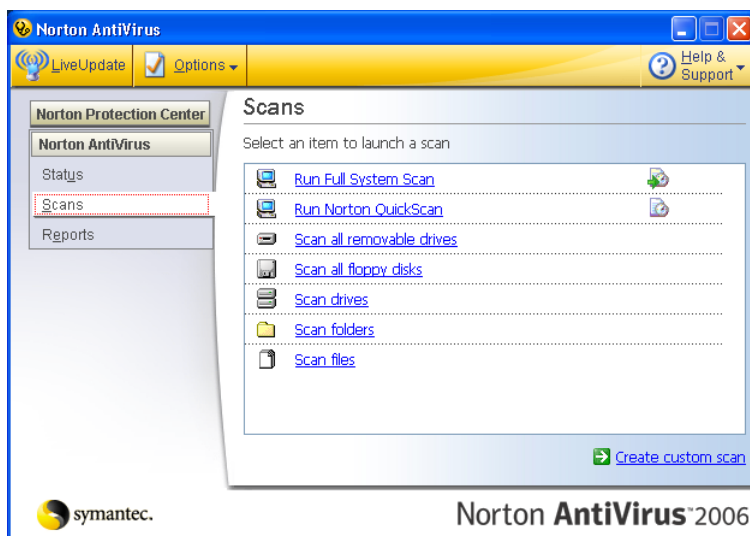 Norton AntiVirus
LiveUpdate
Options
Help &
Support
Norton Protection Center
Norton AntiVirus
Status
Scans
Reports
Scans
Select an item to launch a scan
Run Full System Scan
Run Norton QuickScan
Scan all removable drives
Scan all floppy disks
Scan drives
Scan folders
Scan files
Create custom scan
symantec.
Norton AntiVirus™2006